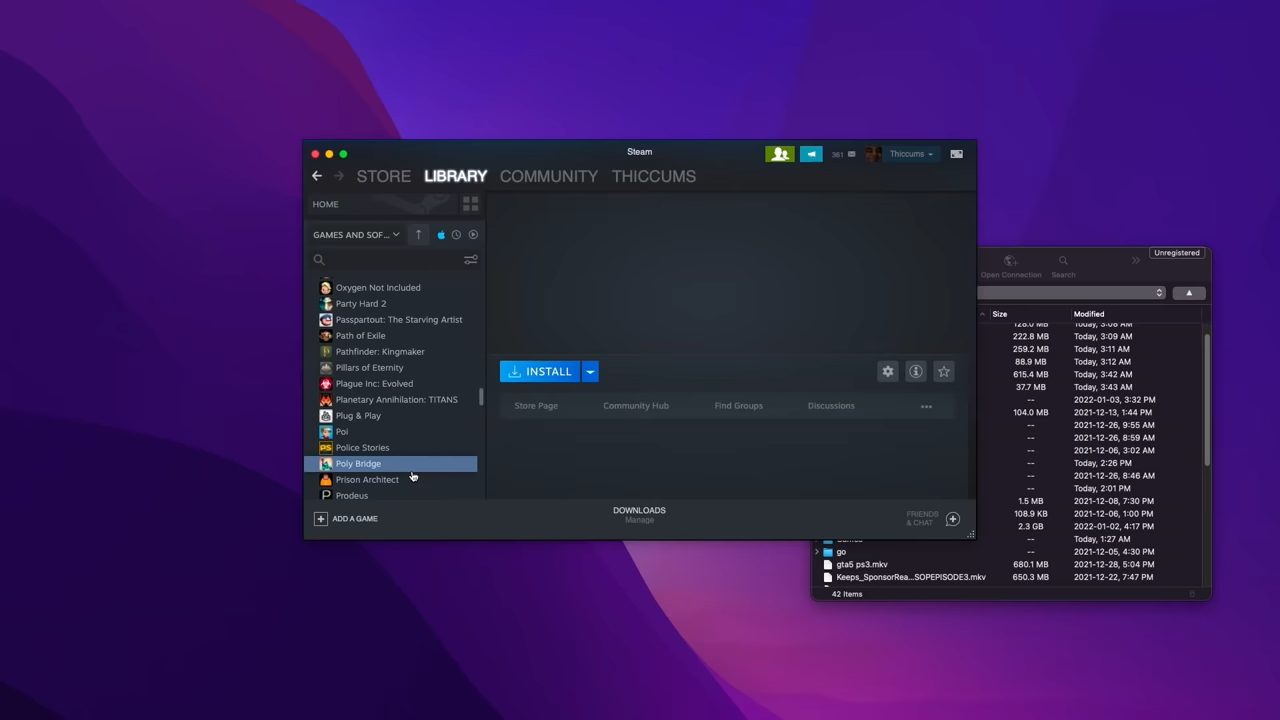 Steam
361
Thiccums
STORE LIBRARY COMMUNITY THICCUMS
HOME
GAMES AND SOF...
Oxygen Not Included
Party Hard 2
Passpartout: The Starving Artist
Path of Exile
Pathfinder: Kingmaker
Pillars of Eternity
Plague Inc: Evolved
Planetary Annihilation: TITANS
Plug & Play
Poi
PS Police Stories
Poly Bridge
Prison Architect
P Prodeus
INSTALL
Store Page Community Hub Find Groups Discussions
ADD A GAME
DOWNLOADS
Manage
FRIENDS
& CHAT
Unregistered
Open Connection Search
Size Modified
128.0 MB Today, 3:08 AM
222.8 MB Today, 3:09 AM
259.2 MB Today, 3:11 AM
88.9 MB Today, 3:12 AM
615.4 MB Today, 3:42 AM
37.7 MB Today, 3:43 AM
-- 2022-01-03, 3:32 PM
104.0 MB 2021-12-13, 1:44 PM
-- 2021-12-26, 9:55 AM
-- 2021-12-26, 8:59 AM
-- 2021-12-06, 3:02 AM
-- Today, 2:26 PM
-- 2021-12-26, 8:46 AM
-- Today, 2:01 PM
1.5 MB 2021-12-08, 7:30 PM
108.9 KB 2021-12-06, 1:00 PM
2.3 GB 2022-01-02, 4:17 PM
-- Today, 1:27 AM
go -- 2021-12-05, 4:30 PM
gta5 ps3.mkv 680.1 MB 2021-12-28, 5:04 PM
Keeps_SponsorRea...SOPEPISODE3.mkv 650.3 MB 2021-12-22, 7:47 PM
42 Items